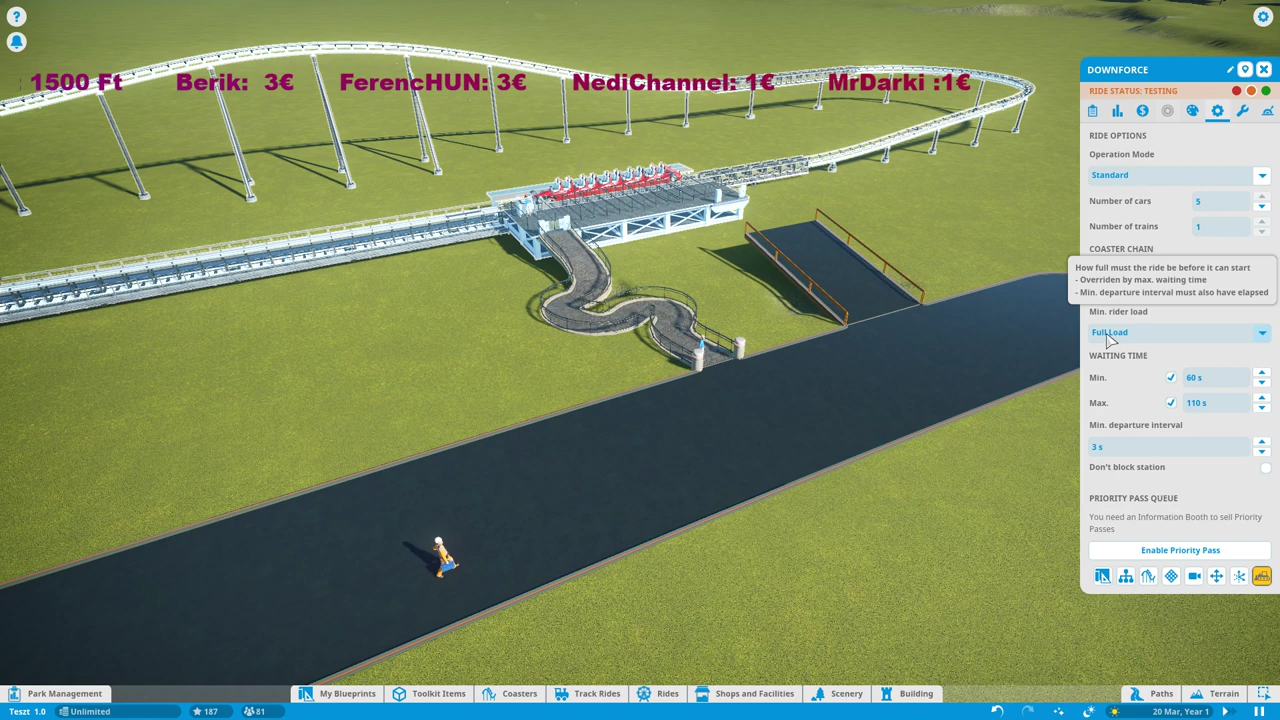 1500 Ft Berik: 3€ FerencHUN: 3€ NediChannel: 1€ MrDarki :1€
DOWNFORCE
RIDE STATUS: TESTING
RIDE OPTIONS
Operation Mode
Standard
Number of cars 5
Number of trains 1
COASTER CHAIN
How full must the ride be before it can start
- Overriden by max. waiting time
- Min. departure interval must also have elapsed
Min. rider load
Full Load
WAITING TIME
Min. 60 s
Max. 110 s
Min. departure interval
3 s
Don't block station
PRIORITY PASS QUEUE
You need an Information Booth to sell Priority
Passes
Enable Priority Pass
Park Management My Blueprints Toolkit Items Coasters Track Rides Rides Shops and Facilities Scenery Building Paths Terrain
Teszt 1.0 Unlimited 187 81 20 Mar, Year 1